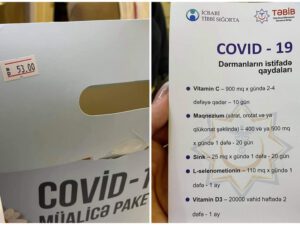 ₼ 53.00
COVİD-1
MÜALİCƏ PAKE
İCBARİ
TİBBİ SIĞORTA
TƏBİB
COVID - 19
Dərmanların istifadə
qaydaları
Vitamin C – 900 mq x gündə 2-4
dəfəyə qədər – 10 gün
Maqnezium (sitrat, orotat və ya
qlükonat şəklində) – 400 və ya 500 mq
x gündə 1 dəfə - 20 gün
Sink – 25 mq x gündə 1 dəfə - 20 gün
L-selenometionin – 110 mq x gündə
1 dəfə - 1 ay
Vitamin D3 – 20000 vahid həftədə 2
dəfə - 1 ay